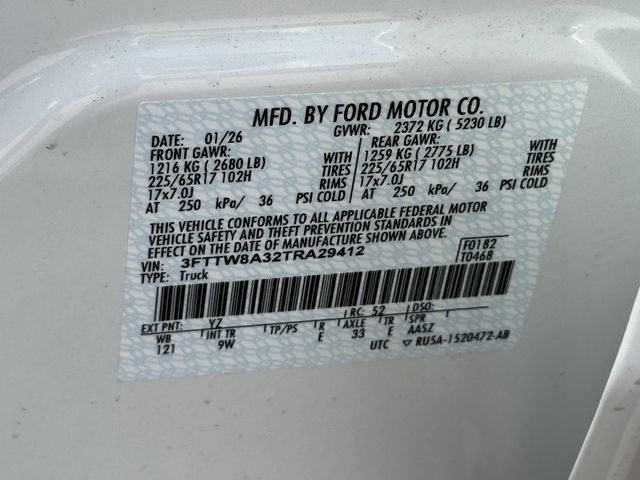 MFD. BY FORD MOTOR CO.
DATE: 01/26 GVWR: 2372 KG ( 5230 LB)
FRONT GAWR: REAR GAWR:
1216 KG ( 2680 LB) WITH 1259 KG ( 2775 LB) WITH
225/65R17 102H TIRES 225/65R17 102H TIRES
17x7.0J RIMS 17x7.0J RIMS
AT 250 kPa/ 36 PSI COLD AT 250 kPa/ 36 PSI COLD
THIS VEHICLE CONFORMS TO ALL APPLICABLE FEDERAL MOTOR
VEHICLE SAFETY AND THEFT PREVENTION STANDARDS IN
EFFECT ON THE DATE OF MANUFACTURE SHOWN ABOVE.
VIN: 3FTTW8A32TRA29412 F0182
TYPE: Truck T0468
EXT PNT: YZ RC: 52 DSO:
WB INT TR TP/PS R AXLE TR SPR
121 9W E 33 E AASZ
UTC ▽ RU5A-1520472-AB